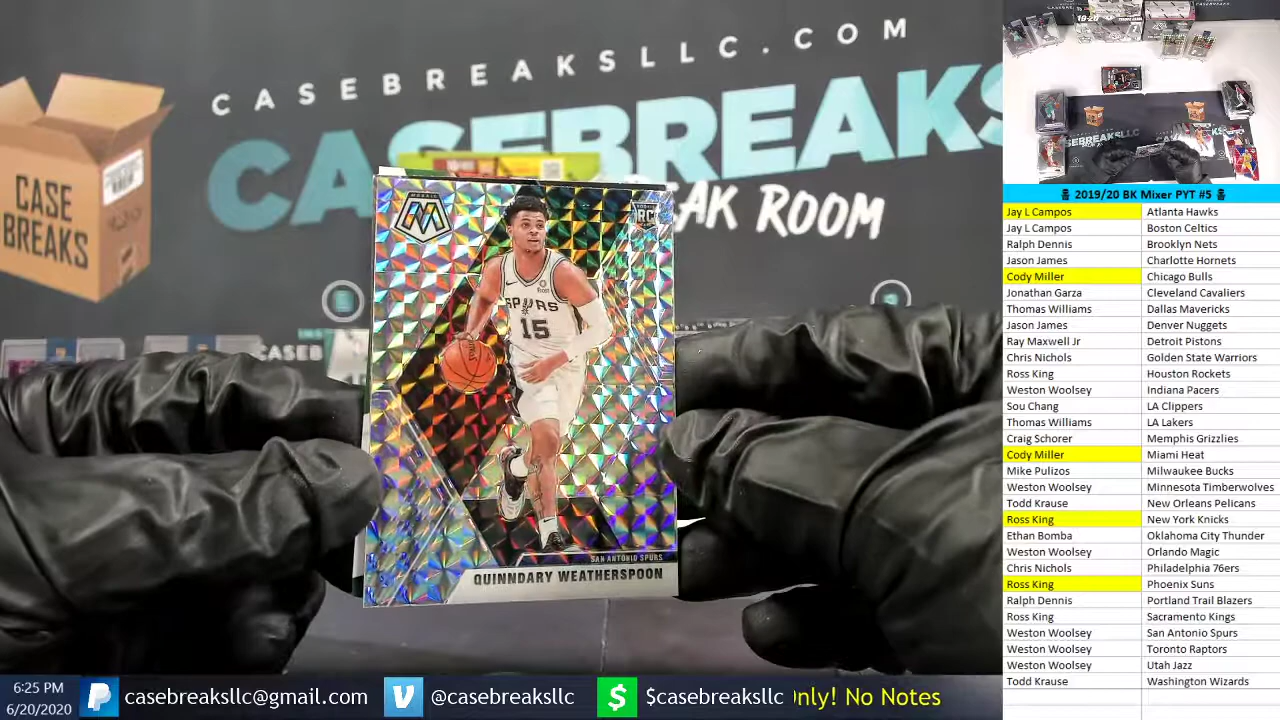 CASEBREAKSLLC.COM
CASEBREAKS
BREAK ROOM
CASE
BREAKS
CASEB
MOSAIC
RC
SPURS
15
SAN ANTONIO SPURS
QUINNDARY WEATHERSPOON
2019/20 BK Mixer PYT #5
Jay L Campos Atlanta Hawks
Jay L Campos Boston Celtics
Ralph Dennis Brooklyn Nets
Jason James Charlotte Hornets
Cody Miller Chicago Bulls
Jonathan Garza Cleveland Cavaliers
Thomas Williams Dallas Mavericks
Jason James Denver Nuggets
Ray Maxwell Jr Detroit Pistons
Chris Nichols Golden State Warriors
Ross King Houston Rockets
Weston Woolsey Indiana Pacers
Sou Chang LA Clippers
Thomas Williams LA Lakers
Craig Schorer Memphis Grizzlies
Cody Miller Miami Heat
Mike Pulizos Milwaukee Bucks
Weston Woolsey Minnesota Timberwolves
Todd Krause New Orleans Pelicans
Ross King New York Knicks
Ethan Bomba Oklahoma City Thunder
Weston Woolsey Orlando Magic
Chris Nichols Philadelphia 76ers
Ross King Phoenix Suns
Ralph Dennis Portland Trail Blazers
Ross King Sacramento Kings
Weston Woolsey San Antonio Spurs
Weston Woolsey Toronto Raptors
Weston Woolsey Utah Jazz
Todd Krause Washington Wizards
6:25 PM
6/20/2020
casebreaksllc@gmail.com
@casebreaksllc
$casebreaksllc
Only! No Notes